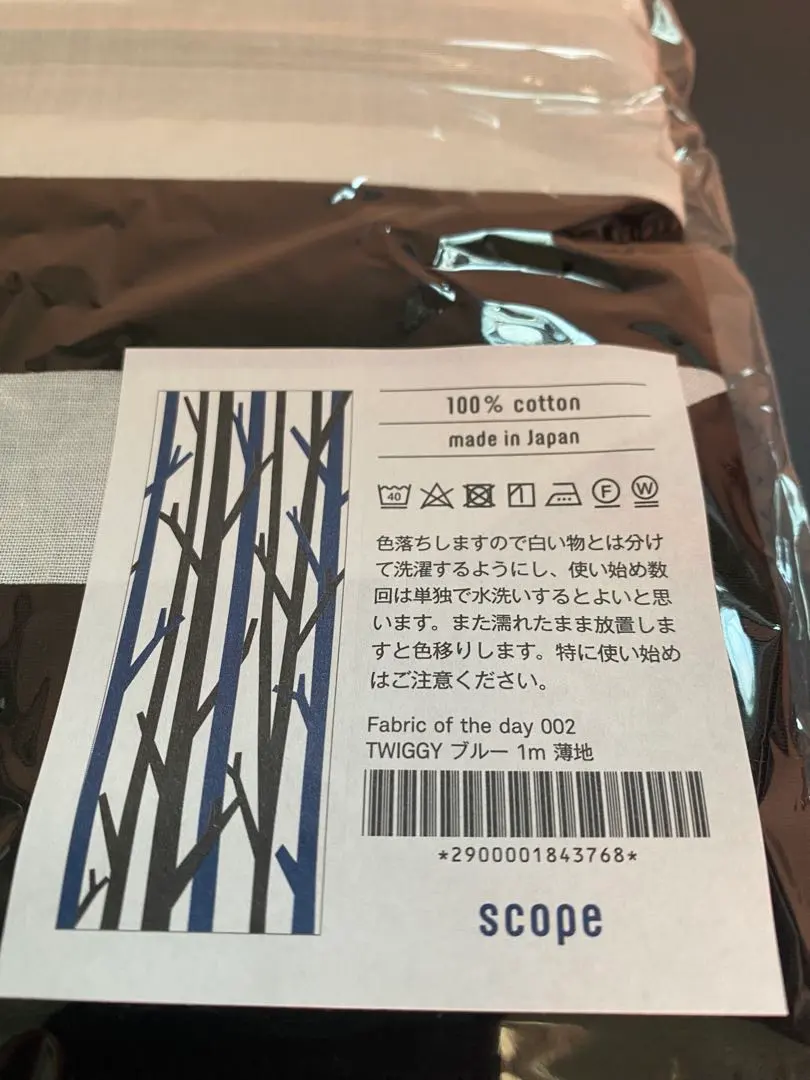 100% cotton
made in Japan
40 F W
色落ちしますので白い物とは分け
て洗濯するようにし、使い始め数
回は単独で水洗いするとよいと思
います。また濡れたまま放置しま
すと色移りします。特に使い始め
はご注意ください。
Fabric of the day 002
TWIGGY ブルー 1m 薄地
*2900001843768*
scope